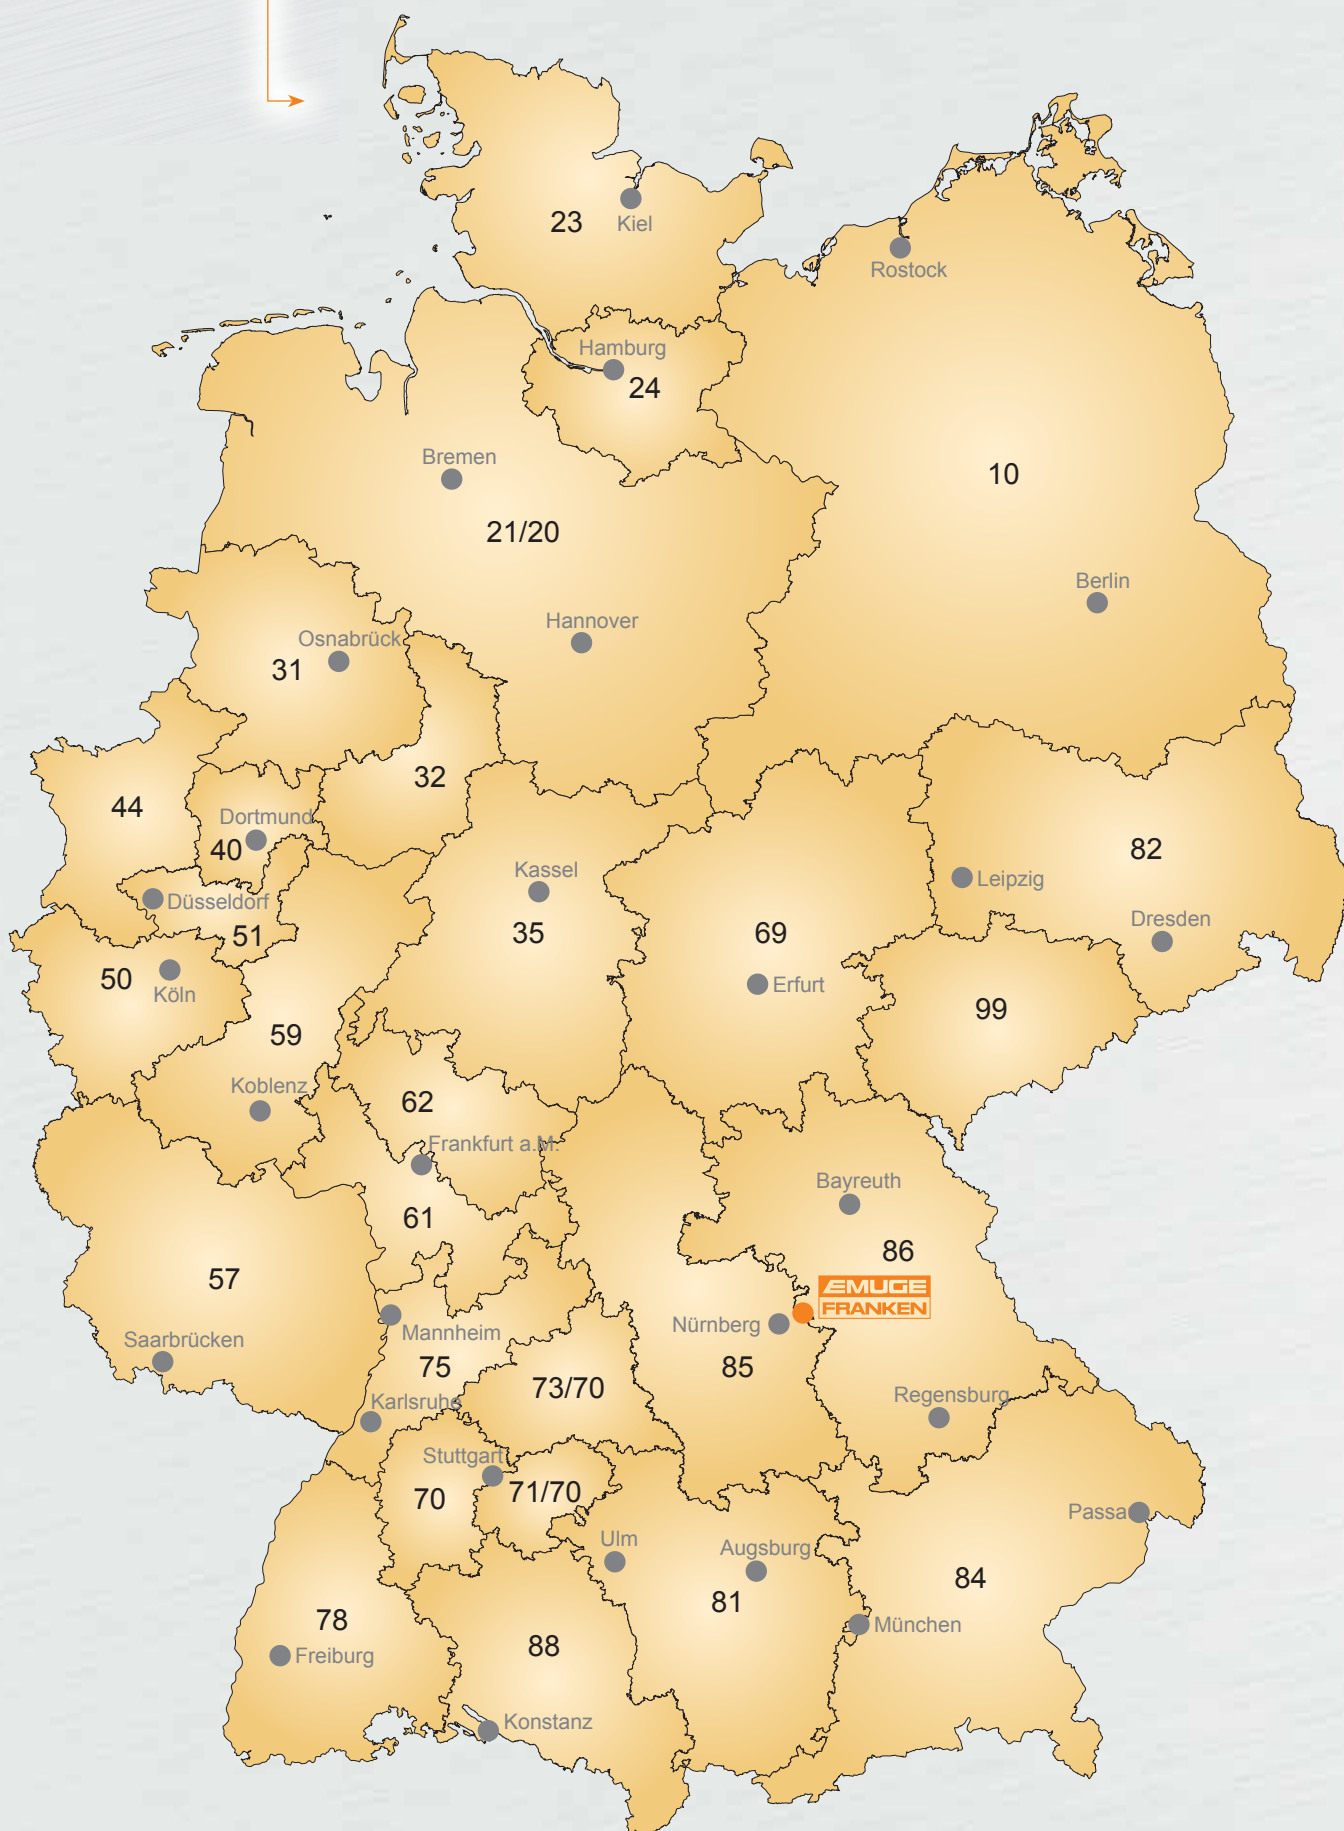 23
Kiel
Rostock
Hamburg
24
Bremen
10
21/20
Berlin
Hannover
Osnabrück
31
32
44
Dortmund
40
82
Kassel
Leipzig
Düsseldorf
Dresden
51
35
69
50
Köln
Erfurt
99
59
Koblenz
62
Frankfurt a.M.
Bayreuth
61
86
57
EMUGE
FRANKEN
Nürnberg
Mannheim
Saarbrücken
75
85
73/70
Karlsruhe
Regensburg
Stuttgart
70
71/70
Passa
Ulm
Augsburg
84
81
78
München
88
Freiburg
Konstanz